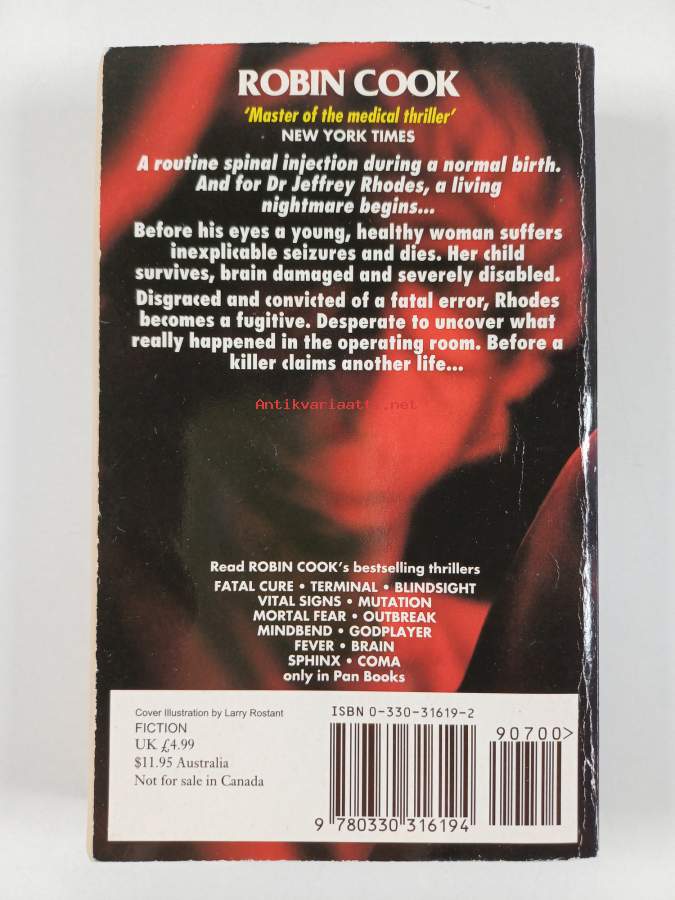 ROBIN COOK
'Master of the medical thriller'
NEW YORK TIMES
A routine spinal injection during a normal birth.
And for Dr Jeffrey Rhodes, a living
nightmare begins...
Before his eyes a young, healthy woman suffers
inexplicable seizures and dies. Her child
survives, brain damaged and severely disabled.
Disgraced and convicted of a fatal error, Rhodes
becomes a fugitive. Desperate to uncover what
really happened in the operating room. Before a
killer claims another life...
Antikvariaatti.net
Read ROBIN COOK's bestselling thrillers
FATAL CURE • TERMINAL • BLINDSIGHT
VITAL SIGNS • MUTATION
MORTAL FEAR • OUTBREAK
MINDBEND • GODPLAYER
FEVER • BRAIN
SPHINX • COMA
only in Pan Books
Cover Illustration by Larry Rostant
FICTION
UK £4.99
$11.95 Australia
Not for sale in Canada
ISBN 0-330-31619-2
90700>
9 780330 316194